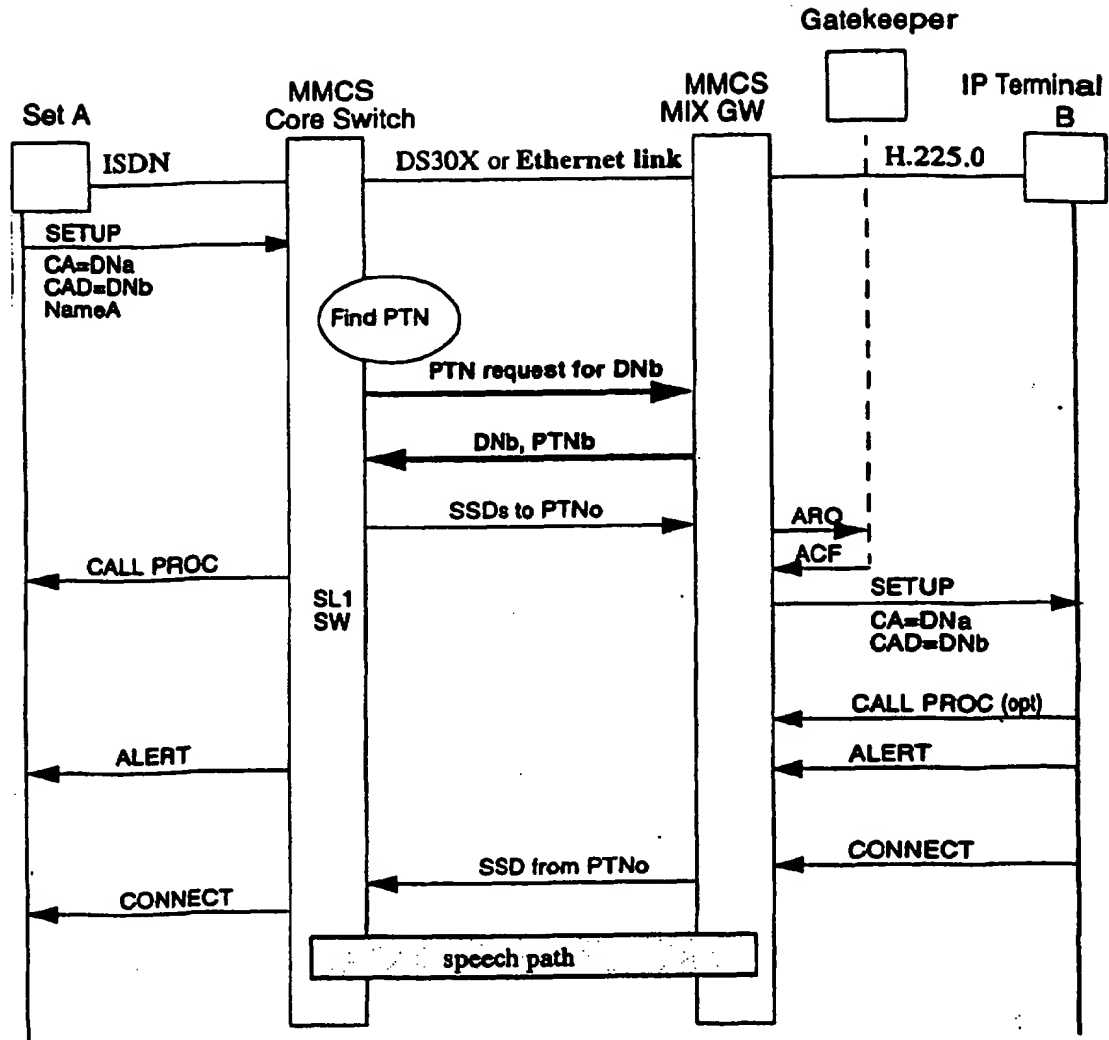 Gatekeeper
Set A
MMCS
Core Switch
MMCS
MIX GW
IP Terminal
B
ISDN
DS30X or Ethernet link
H.225.0
SETUP
CA=DNa
CAD=DNb
NameA
Find PTN
PTN request for DNb
DNb, PTNb
SSDs to PTNo
ARQ
ACF
CALL PROC
SL1
SW
SETUP
CA=DNa
CAD=DNb
CALL PROC (opt)
ALERT
ALERT
CONNECT
SSD from PTNo
CONNECT
speech path